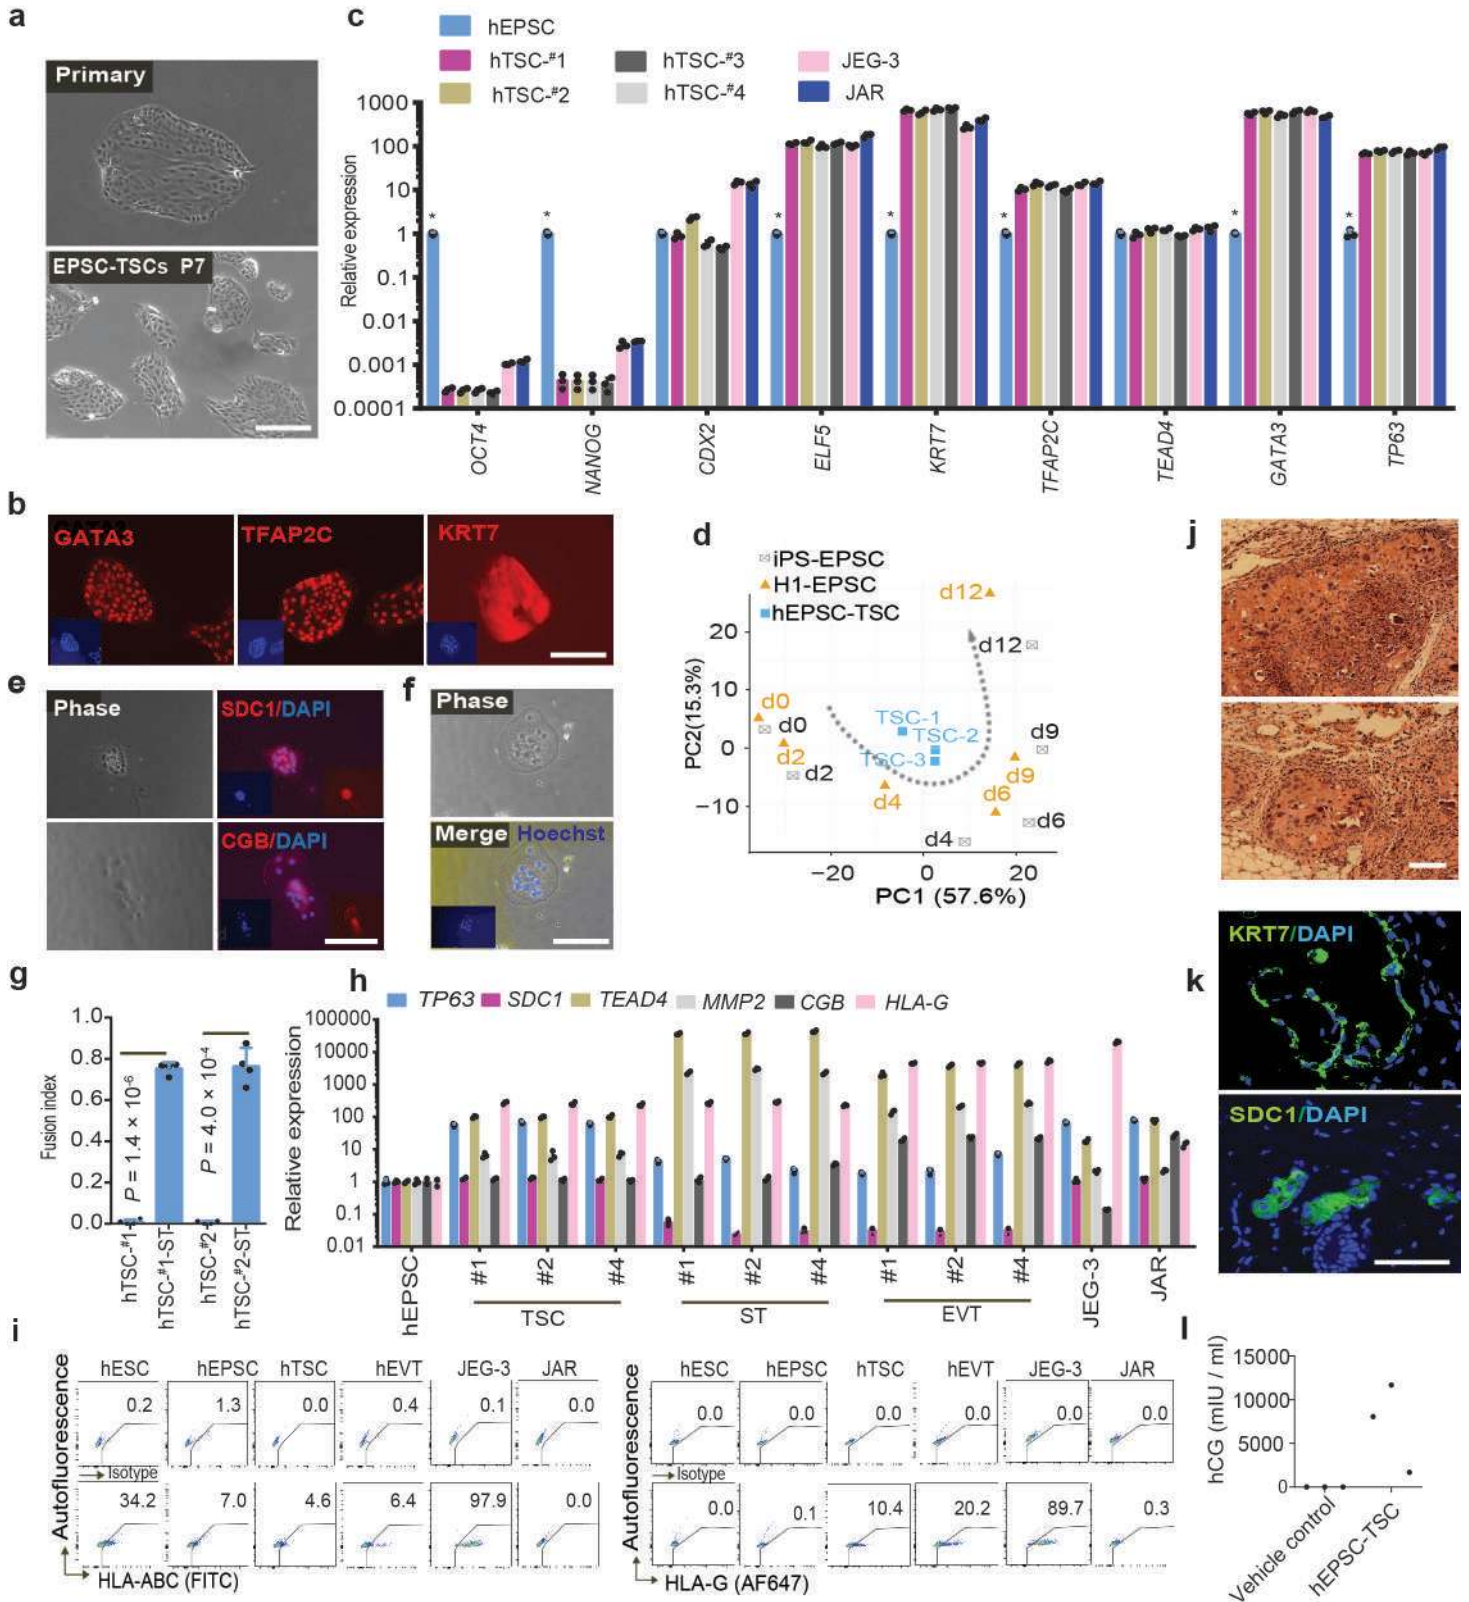 a
Primary
EPSC-TSCs P7
c
hEPSC
hTSC-#1
hTSC-#3
JEG-3
hTSC-#2
hTSC-#4
JAR
Relative expression
1000
100
10
1
0.1
0.01
0.001
0.0001
* * * * * * *
OCT4
NANOG
CDX2
ELF5
KRT7
TFAP2C
TEAD4
GATA3
TP63
b
GATA3
TFAP2C
KRT7
d
iPS-EPSC
H1-EPSC
hEPSC-TSC
PC2(15.3%)
20
10
0
−10
−20
0
20
PC1 (57.6%)
d12
d12
d0
d0
d2
d2
TSC-1
TSC-2
TSC-3
d4
d9
d9
d6
d6
d4
j
e
Phase
SDC1/DAPI
CGB/DAPI
f
Phase
Merge
Hoechst
g
Fusion index
1.0
0.8
0.6
0.4
0.2
0.0
P = 1.4 × 10-6
P = 4.0 × 10-4
hTSC-#1
hTSC-#1-ST
hTSC-#2
hTSC-#2-ST
h
TP63 SDC1 TEAD4 MMP2 CGB HLA-G
Relative expression
100000
10000
1000
100
10
1
0.1
0.01
hEPSC
#1 #2 #4
TSC
#1 #2 #4
ST
#1 #2 #4
EVT
JEG-3
JAR
k
KRT7/DAPI
SDC1/DAPI
i
Autofluorescence
hESC hEPSC hTSC hEVT JEG-3 JAR
0.2 1.3 0.0 0.4 0.1 0.0
Isotype
34.2 7.0 4.6 6.4 97.9 0.0
HLA-ABC (FITC)
Autofluorescence
hESC hEPSC hTSC hEVT JEG-3 JAR
0.0 0.0 0.0 0.0 0.0 0.0
Isotype
0.0 0.1 10.4 20.2 89.7 0.3
HLA-G (AF647)
l
hCG (mIU / ml)
15000
10000
5000
0
Vehicle control
hEPSC-TSC